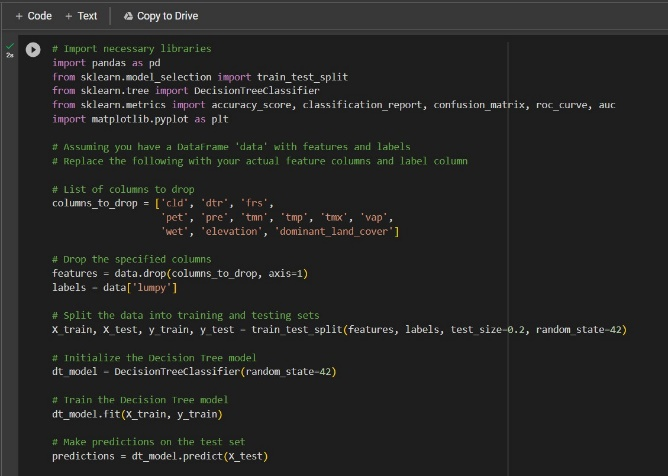 + Code + Text Copy to Drive
2s
# Import necessary libraries
import pandas as pd
from sklearn.model_selection import train_test_split
from sklearn.tree import DecisionTreeClassifier
from sklearn.metrics import accuracy_score, classification_report, confusion_matrix, roc_curve, auc
import matplotlib.pyplot as plt
# Assuming you have a DataFrame 'data' with features and labels
# Replace the following with your actual feature columns and label column
# List of columns to drop
columns_to_drop = ['cld', 'dtr', 'frs',
'pet', 'pre', 'tmn', 'tmp', 'tmx', 'vap',
'wet', 'elevation', 'dominant_land_cover']
# Drop the specified columns
features = data.drop(columns_to_drop, axis=1)
labels = data['lumpy']
# Split the data into training and testing sets
X_train, X_test, y_train, y_test = train_test_split(features, labels, test_size=0.2, random_state=42)
# Initialize the Decision Tree model
dt_model = DecisionTreeClassifier(random_state=42)
# Train the Decision Tree model
dt_model.fit(X_train, y_train)
# Make predictions on the test set
predictions = dt_model.predict(X_test)